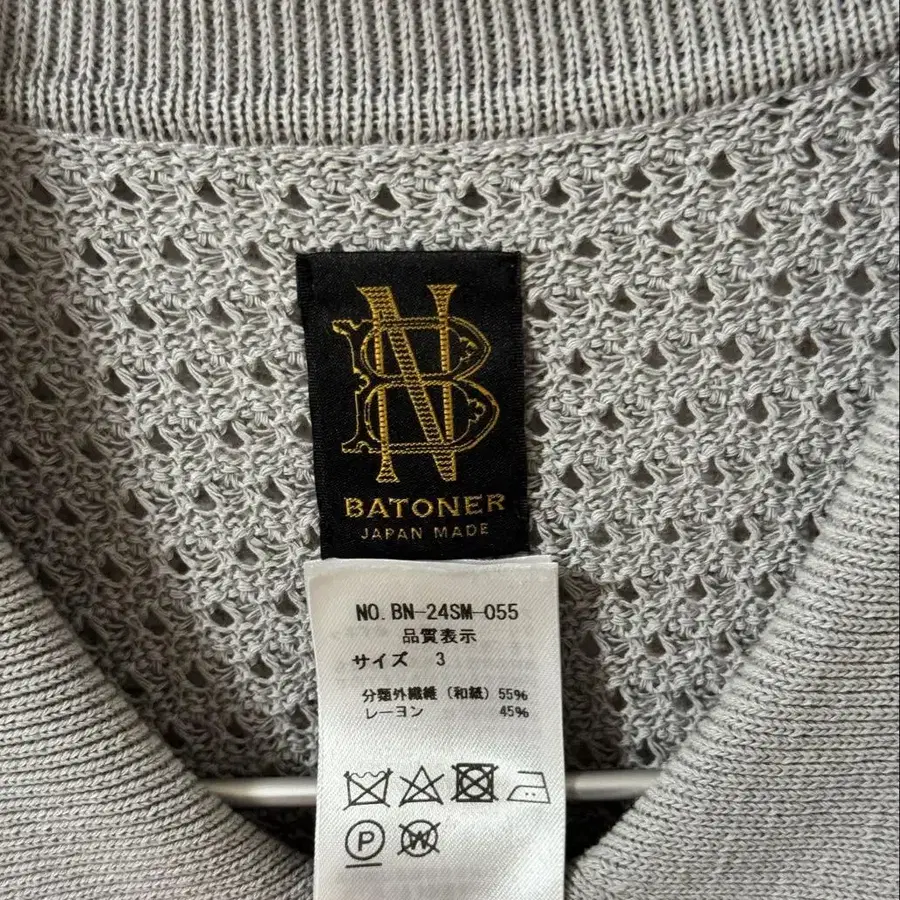 NB
BATONER
JAPAN MADE
NO. BN-24SM-055
品質表示
サイズ 3
分類外繊維（和紙）55%
レーヨン 45%
P W